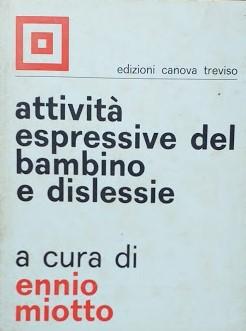 edizioni canova treviso
attività
espressive del
bambino
e dislessie
a cura di
ennio
miotto